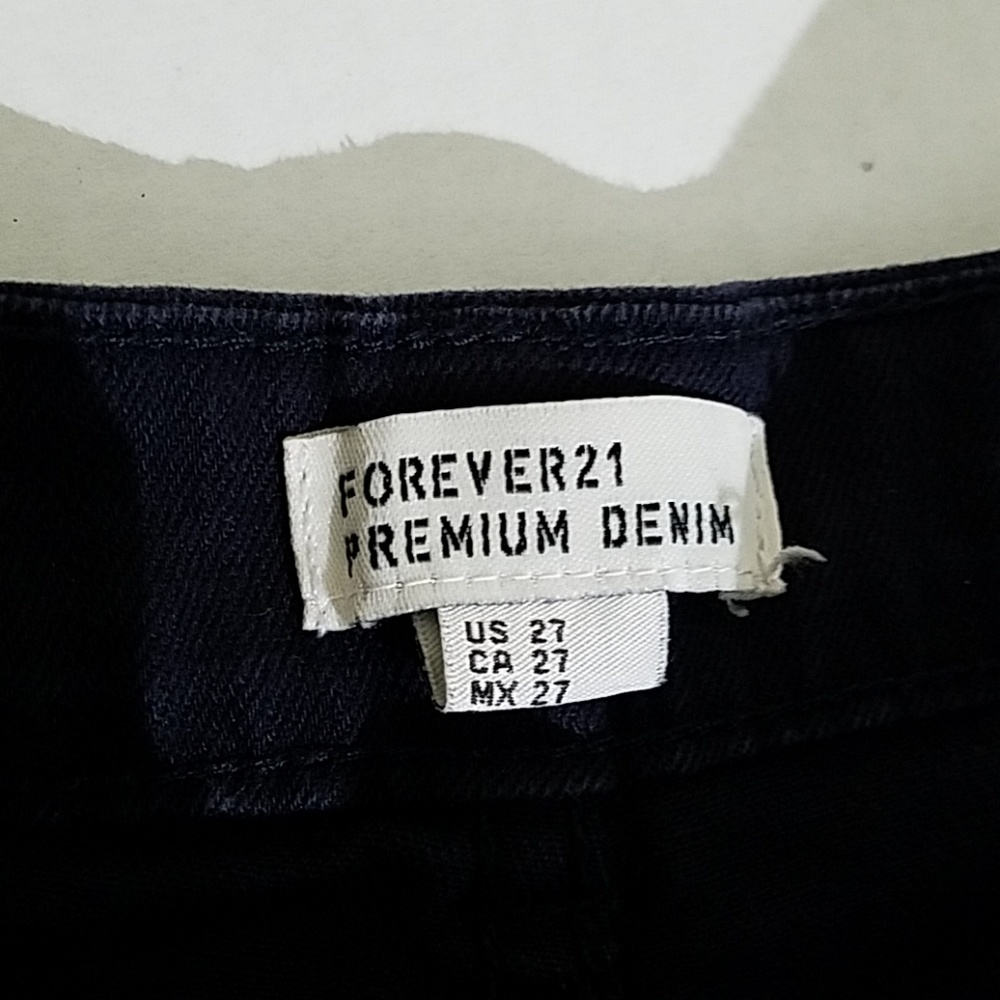 FOREVER21
PREMIUM DENIM
US 27
CA 27
MX 27